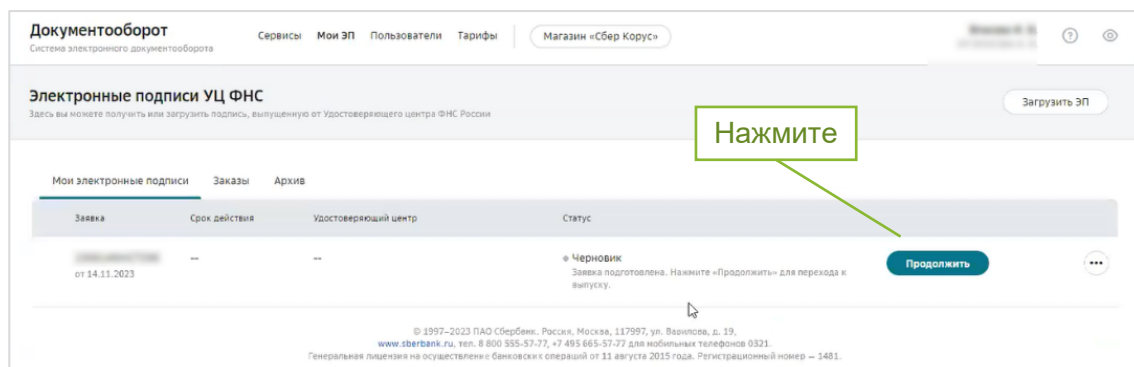 Документооборот
Система электронного документооборота
Сервисы Мои ЭП Пользователи Тарифы Магазин «Сбер Корус»
Электронные подписи УЦ ФНС
Здесь вы можете получить или загрузить подпись, выпущенную от Удостоверяющего центра ФНС России
Загрузить ЭП
Нажмите
Мои электронные подписи Заказы Архив
Заявка Срок действия Удостоверяющий центр Статус
от 14.11.2023
--
--
Черновик
Заявка подготовлена. Нажмите «Продолжить» для перехода к
выпуску.
Продолжить
© 1997–2023 ПАО Сбербанк. Россия, Москва, 117997, ул. Вавилова, д. 19,
www.sberbank.ru, тел. 8 800 555-57-77, +7 495 665-57-77 для мобильных телефонов 0321.
Генеральная лицензия на осуществление банковских операций от 11 августа 2015 года. Регистрационный номер — 1481.